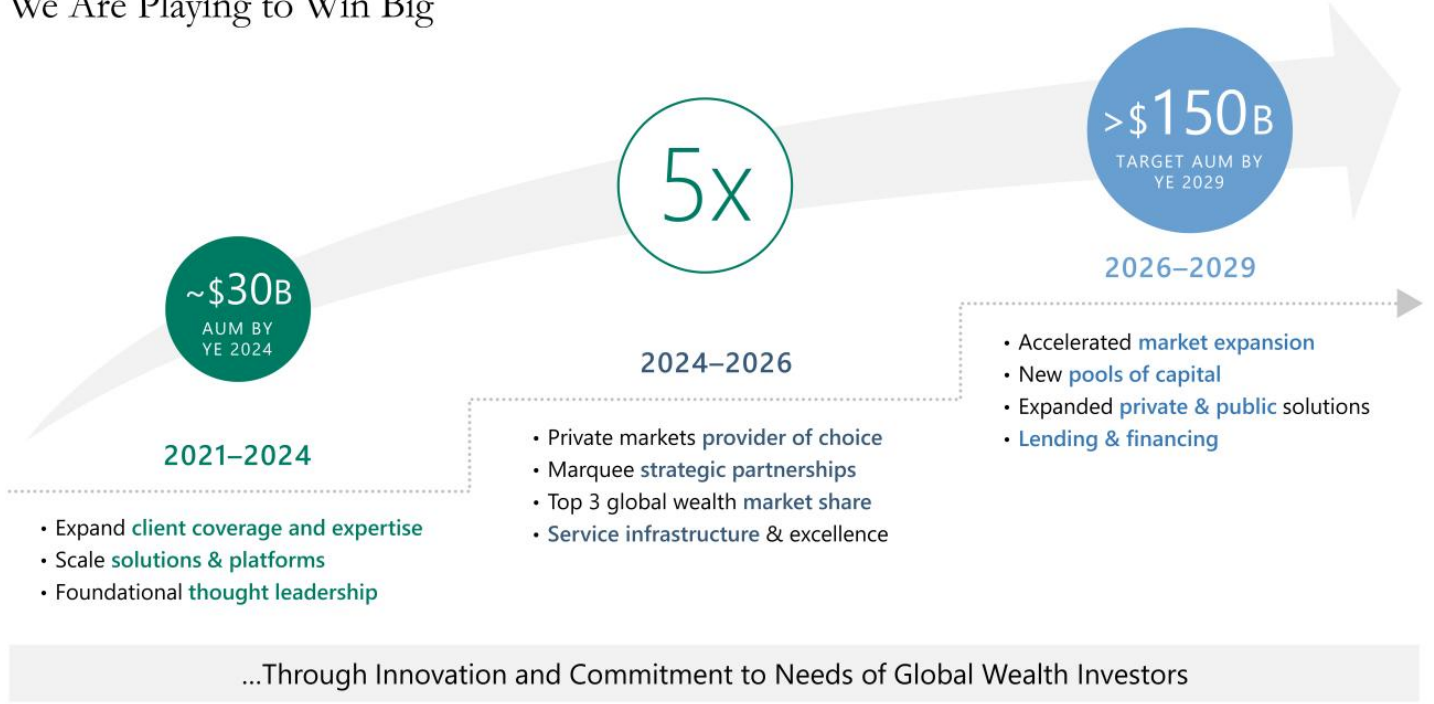 We Are Playing to Win Big
~$30B
AUM BY
YE 2024
2021–2024
• Expand client coverage and expertise
• Scale solutions & platforms
• Foundational thought leadership
5x
2024–2026
• Private markets provider of choice
• Marquee strategic partnerships
• Top 3 global wealth market share
• Service infrastructure & excellence
>$150B
TARGET AUM BY
YE 2029
2026–2029
• Accelerated market expansion
• New pools of capital
• Expanded private & public solutions
• Lending & financing
...Through Innovation and Commitment to Needs of Global Wealth Investors